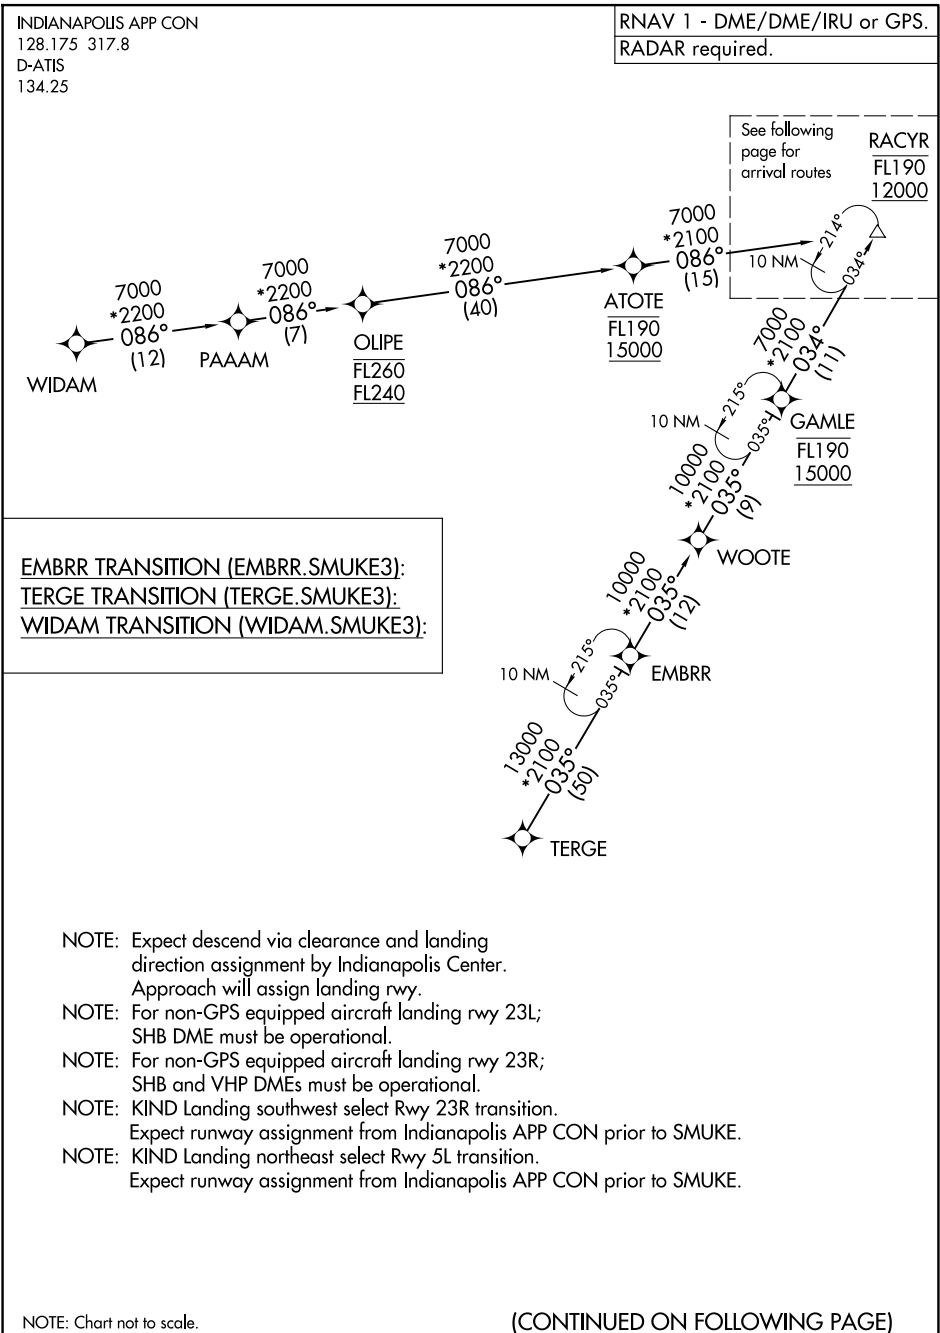 INDIANAPOLIS APP CON
128.175 317.8
D-ATIS
134.25
RNAV 1 - DME/DME/IRU or GPS.
RADAR required.
See following
page for
arrival routes
RACYR
FL190
12000
214°
10 NM
034°
7000
*2200
086°
(12)
WIDAM
7000
*2200
086°
(7)
PAAAM
7000
*2200
086°
(40)
OLIPE
FL260
FL240
7000
*2100
086°
(15)
ATOTE
FL190
15000
7000
*2100
034°
(11)
215°
10 NM
035°
GAMLE
FL190
15000
10000
*2100
035°
(9)
WOOTE
10000
*2100
035°
(12)
215°
10 NM
035°
EMBRR
13000
*2100
035°
(50)
TERGE
EMBRR TRANSITION (EMBRR.SMUKE3):
TERGE TRANSITION (TERGE.SMUKE3):
WIDAM TRANSITION (WIDAM.SMUKE3):
NOTE: Expect descend via clearance and landing
direction assignment by Indianapolis Center.
Approach will assign landing rwy.
NOTE: For non-GPS equipped aircraft landing rwy 23L;
SHB DME must be operational.
NOTE: For non-GPS equipped aircraft landing rwy 23R;
SHB and VHP DMEs must be operational.
NOTE: KIND Landing southwest select Rwy 23R transition.
Expect runway assignment from Indianapolis APP CON prior to SMUKE.
NOTE: KIND Landing northeast select Rwy 5L transition.
Expect runway assignment from Indianapolis APP CON prior to SMUKE.
NOTE: Chart not to scale.
(CONTINUED ON FOLLOWING PAGE)